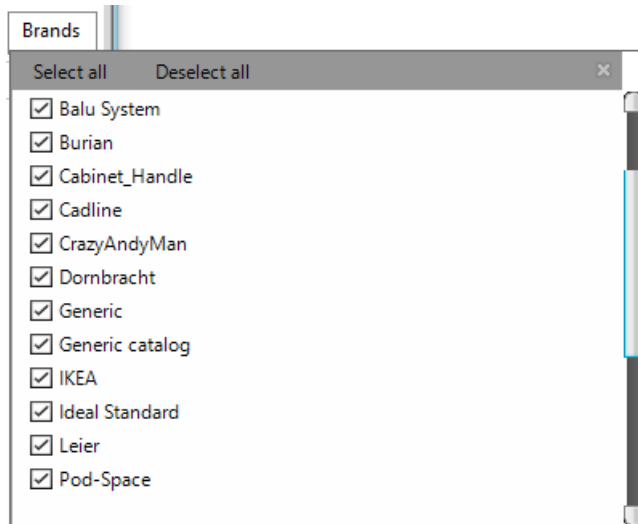 Brands
Select all Deselect all
Balu System
Burian
Cabinet_Handle
Cadline
CrazyAndyMan
Dornbracht
Generic
Generic catalog
IKEA
Ideal Standard
Leier
Pod-Space